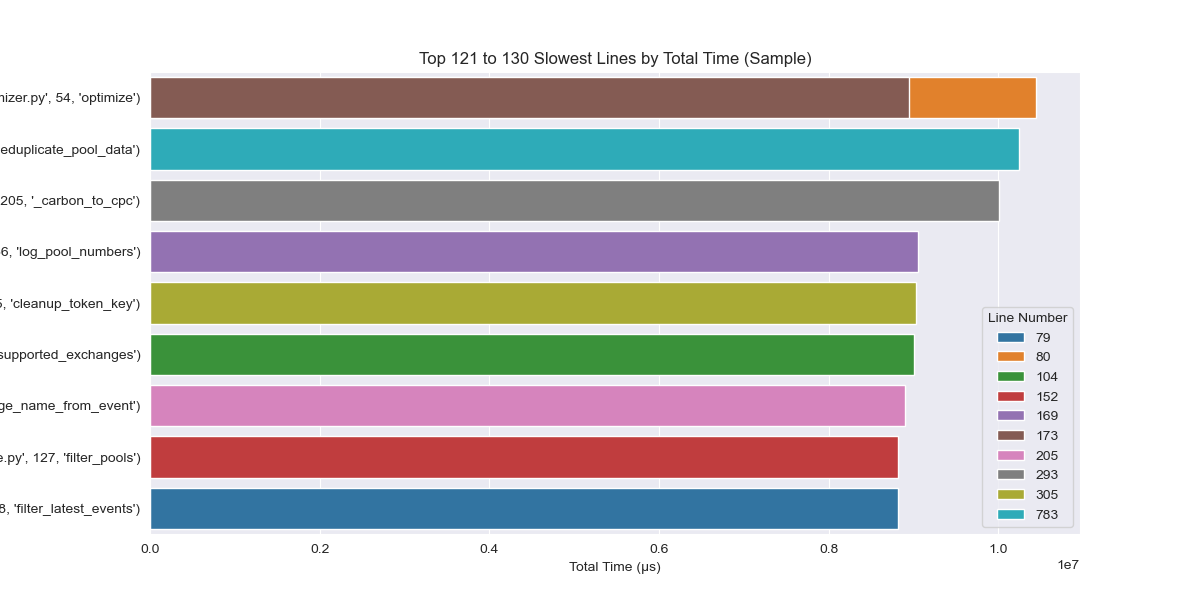 Top 121 to 130 Slowest Lines by Total Time (Sample)
nizer.py', 54, 'optimize')
eduplicate_pool_data')
205, '_carbon_to_cpc')
6, 'log_pool_numbers')
5, 'cleanup_token_key')
supported_exchanges')
ge_name_from_event')
e.py', 127, 'filter_pools')
8, 'filter_latest_events')
Line Number
79
80
104
152
169
173
205
293
305
783
0.0 0.2 0.4 0.6 0.8 1.0
1e7
Total Time (µs)